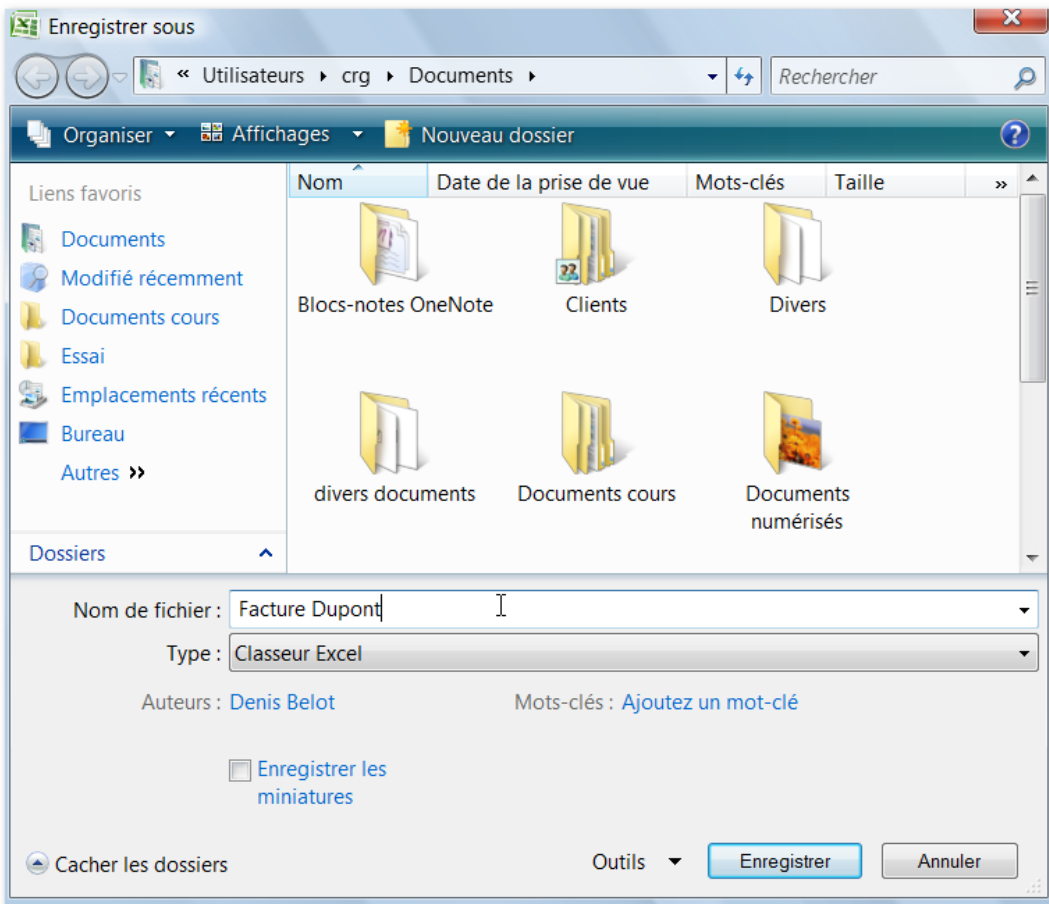 Enregistrer sous
« Utilisateurs crg Documents
Rechercher
Organiser Affichages Nouveau dossier ?
Liens favoris
Documents
Modifié récemment
Documents cours
Essai
Emplacements récents
Bureau
Autres »
Dossiers
Nom Date de la prise de vue Mots-clés Taille »
Blocs-notes OneNote Clients Divers
divers documents Documents cours Documents
numérisés
Nom de fichier : Facture Dupont
Type : Classeur Excel
Auteurs : Denis Belot Mots-clés : Ajoutez un mot-clé
Enregistrer les
miniatures
Cacher les dossiers Outils Enregistrer Annuler